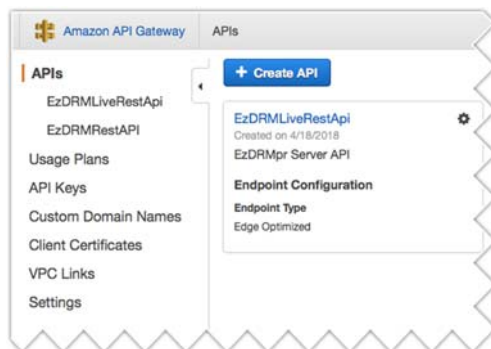 Amazon API Gateway APIs
APIs
EzDRMLiveRestApi
EzDRMRestAPI
Usage Plans
API Keys
Custom Domain Names
Client Certificates
VPC Links
Settings
+ Create API
EzDRMLiveRestApi
Created on 4/18/2018
EzDRMpr Server API
Endpoint Configuration
Endpoint Type
Edge Optimized